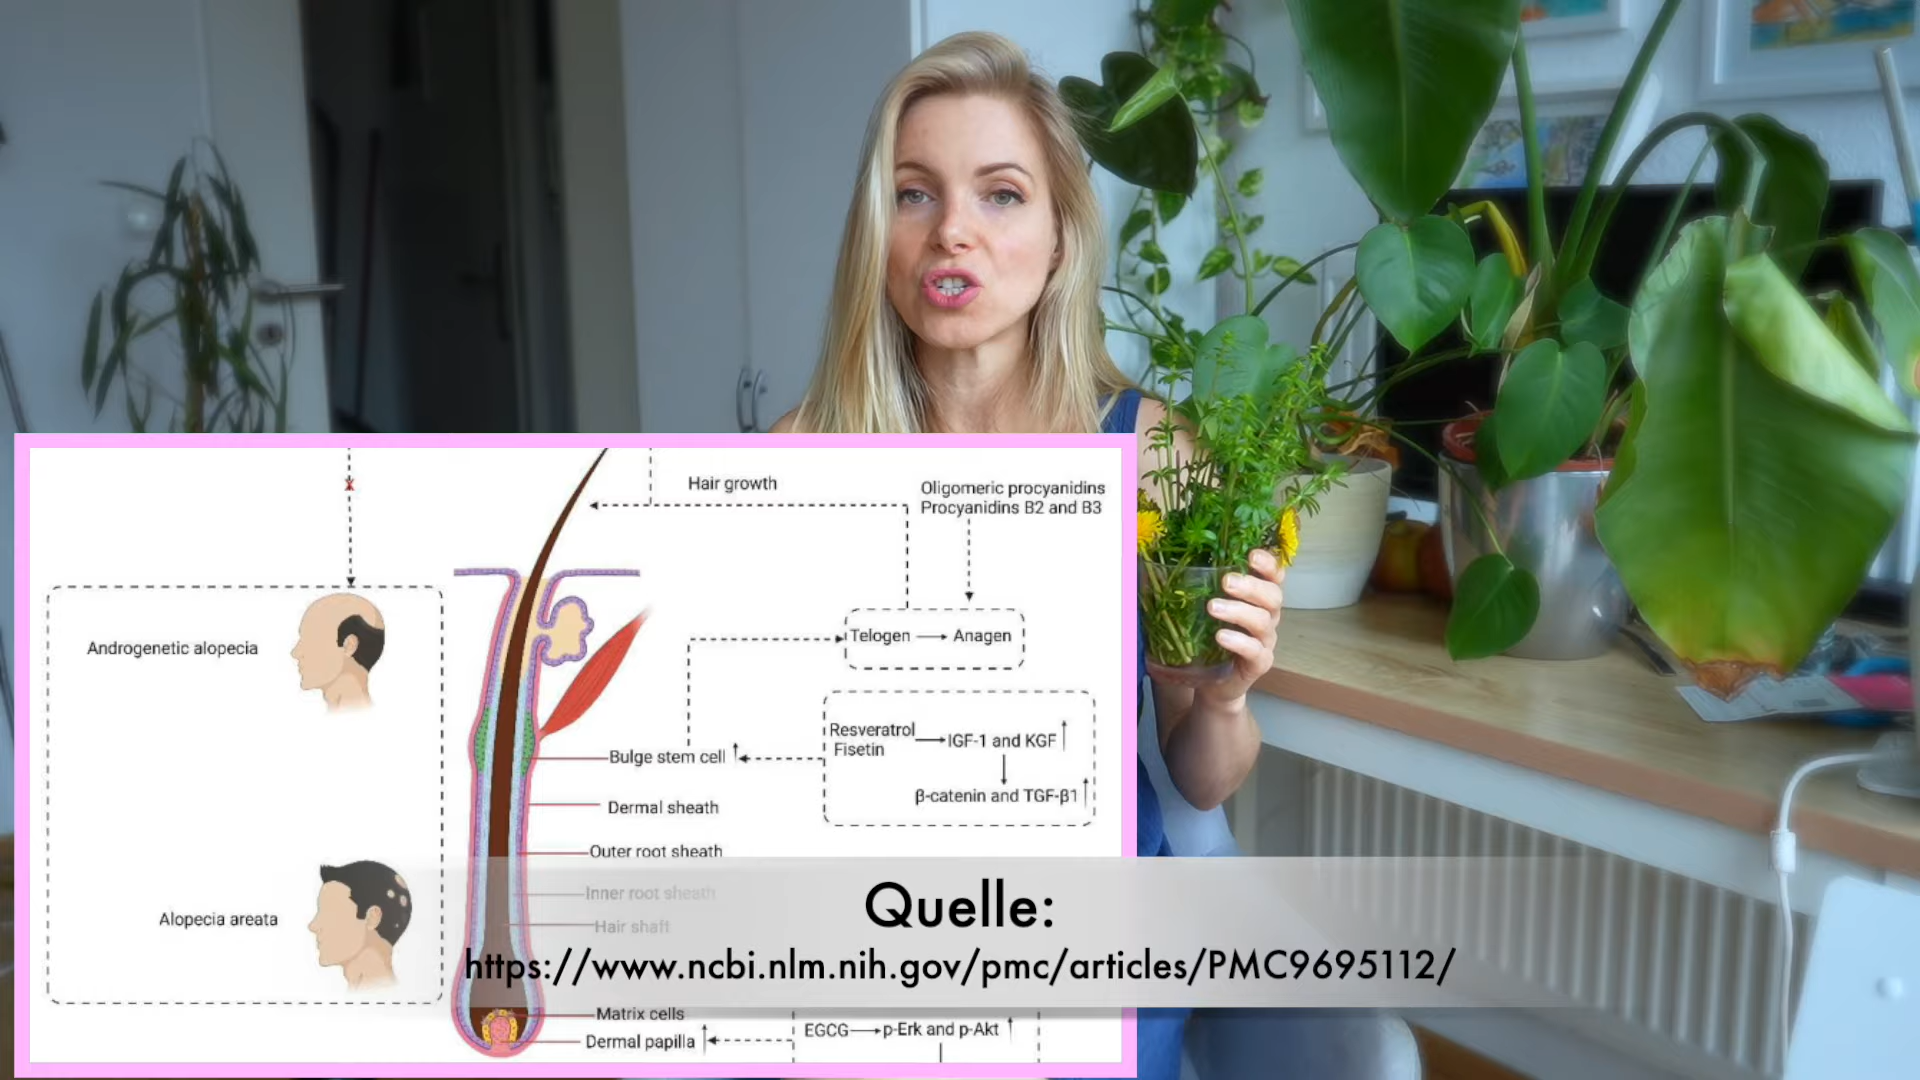 Hair growth
Oligomeric procyanidins
Procyanidins B2 and B3
Androgenetic alopecia
Telogen → Anagen
Resveratrol
Fisetin
→ IGF-1 and KGF ↑
β-catenin and TGF-β1 ↑
Bulge stem cell ↑
Dermal sheath
Outer root sheath
Inner root sheath
Hair shaft
Alopecia areata
Quelle:
https://www.ncbi.nlm.nih.gov/pmc/articles/PMC9695112/
Matrix cells
Dermal papilla ↑
EGCG → p-Erk and p-Akt ↑